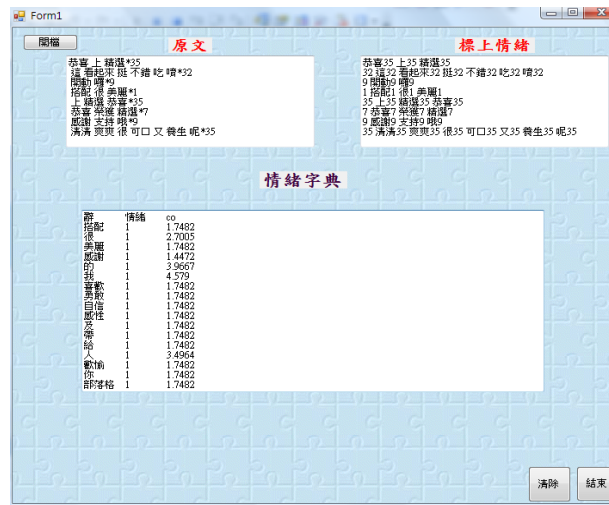 Form1
開檔
原文
標上情緒
恭喜 上 精選*35
這 看起來 挺 不錯 吃 唷*32
開動 囉*9
搭配 很 美麗*1
上 精選 恭喜*35
恭喜 榮獲 精選*7
感謝 支持 哦*9
清清 爽爽 很 可口 又 養生 呢*35
恭喜35 上35 精選35
32 這32 看起來32 挺32 不錯32 吃32 唷32
9 開動9 囉9
1 搭配1 很1 美麗1
35 上35 精選35 恭喜35
7 恭喜7 榮獲7 精選7
9 感謝9 支持9 哦9
35 清清35 爽爽35 很35 可口35 又35 養生35 呢35
情緒字典
辭 '情緒 co
搭配 1 1.7482
很 1 2.7005
美麗 1 1.7482
感謝 1 1.4472
的 1 3.9667
我 1 4.579
喜歡 1 1.7482
勇敢 1 1.7482
自信 1 1.7482
感性 1 1.7482
及 1 1.7482
帶 1 1.7482
給 1 1.7482
人 1 3.4964
歡愉 1 1.7482
你 1 1.7482
部落格 1 1.7482
清除
結束